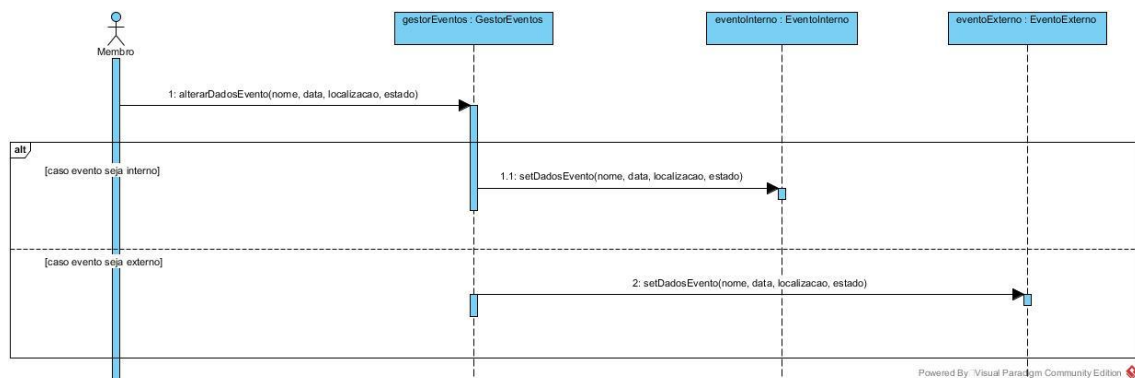 gestorEventos : GestorEventos
eventoInterno : EventoInterno
eventoExterno : EventoExterno
Membro
1: alterarDadosEvento(nome, data, localizacao, estado)
alt
[caso evento seja interno]
1.1: setDadosEvento(nome, data, localizacao, estado)
[caso evento seja externo]
2: setDadosEvento(nome, data, localizacao, estado)
Powered By Visual Paradigm Community Edition